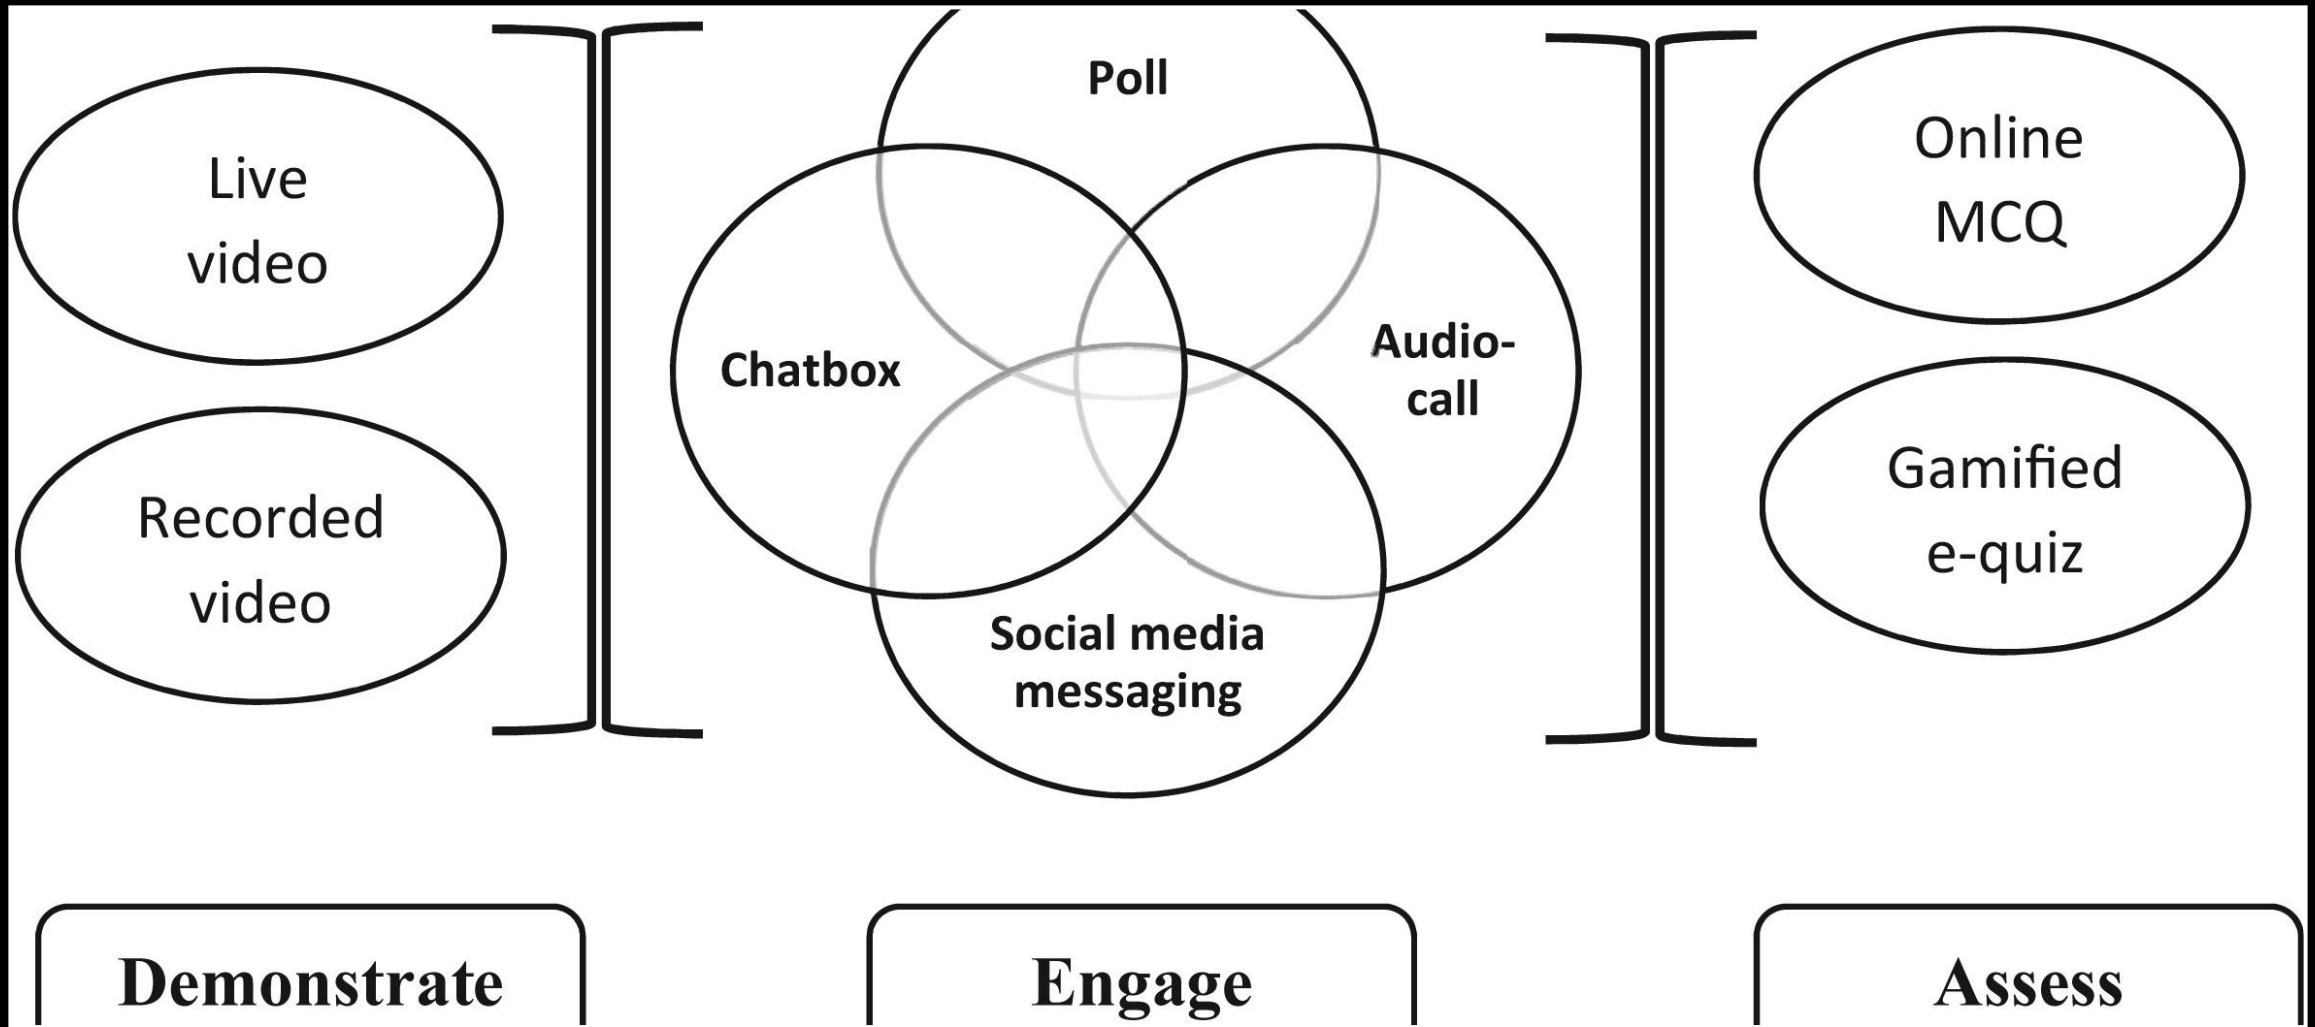 Live
video
Recorded
video
Poll
Chatbox
Audio-
call
Social media
messaging
Online
MCQ
Gamified
e-quiz
Demonstrate
Engage
Assess